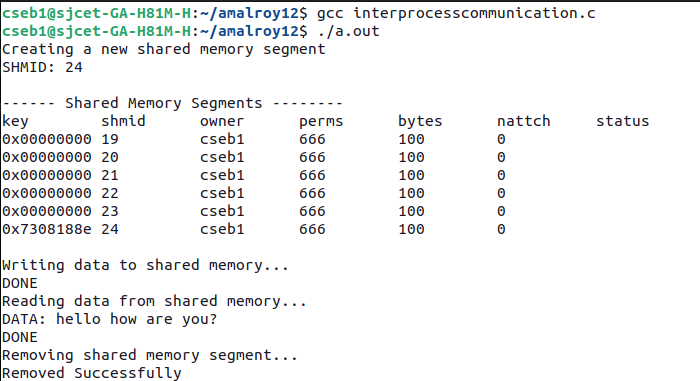 cseb1@sjcet-GA-H81M-H:~/amalroy12$ gcc interprocesscommunication.c
cseb1@sjcet-GA-H81M-H:~/amalroy12$ ./a.out
Creating a new shared memory segment
SHMID: 24

------ Shared Memory Segments --------
key        shmid      owner      perms      bytes      nattch     status
0x00000000 19         cseb1      666        100        0
0x00000000 20         cseb1      666        100        0
0x00000000 21         cseb1      666        100        0
0x00000000 22         cseb1      666        100        0
0x00000000 23         cseb1      666        100        0
0x7308188e 24         cseb1      666        100        0

Writing data to shared memory...
DONE
Reading data from shared memory...
DATA: hello how are you?
DONE
Removing shared memory segment...
Removed Successfully